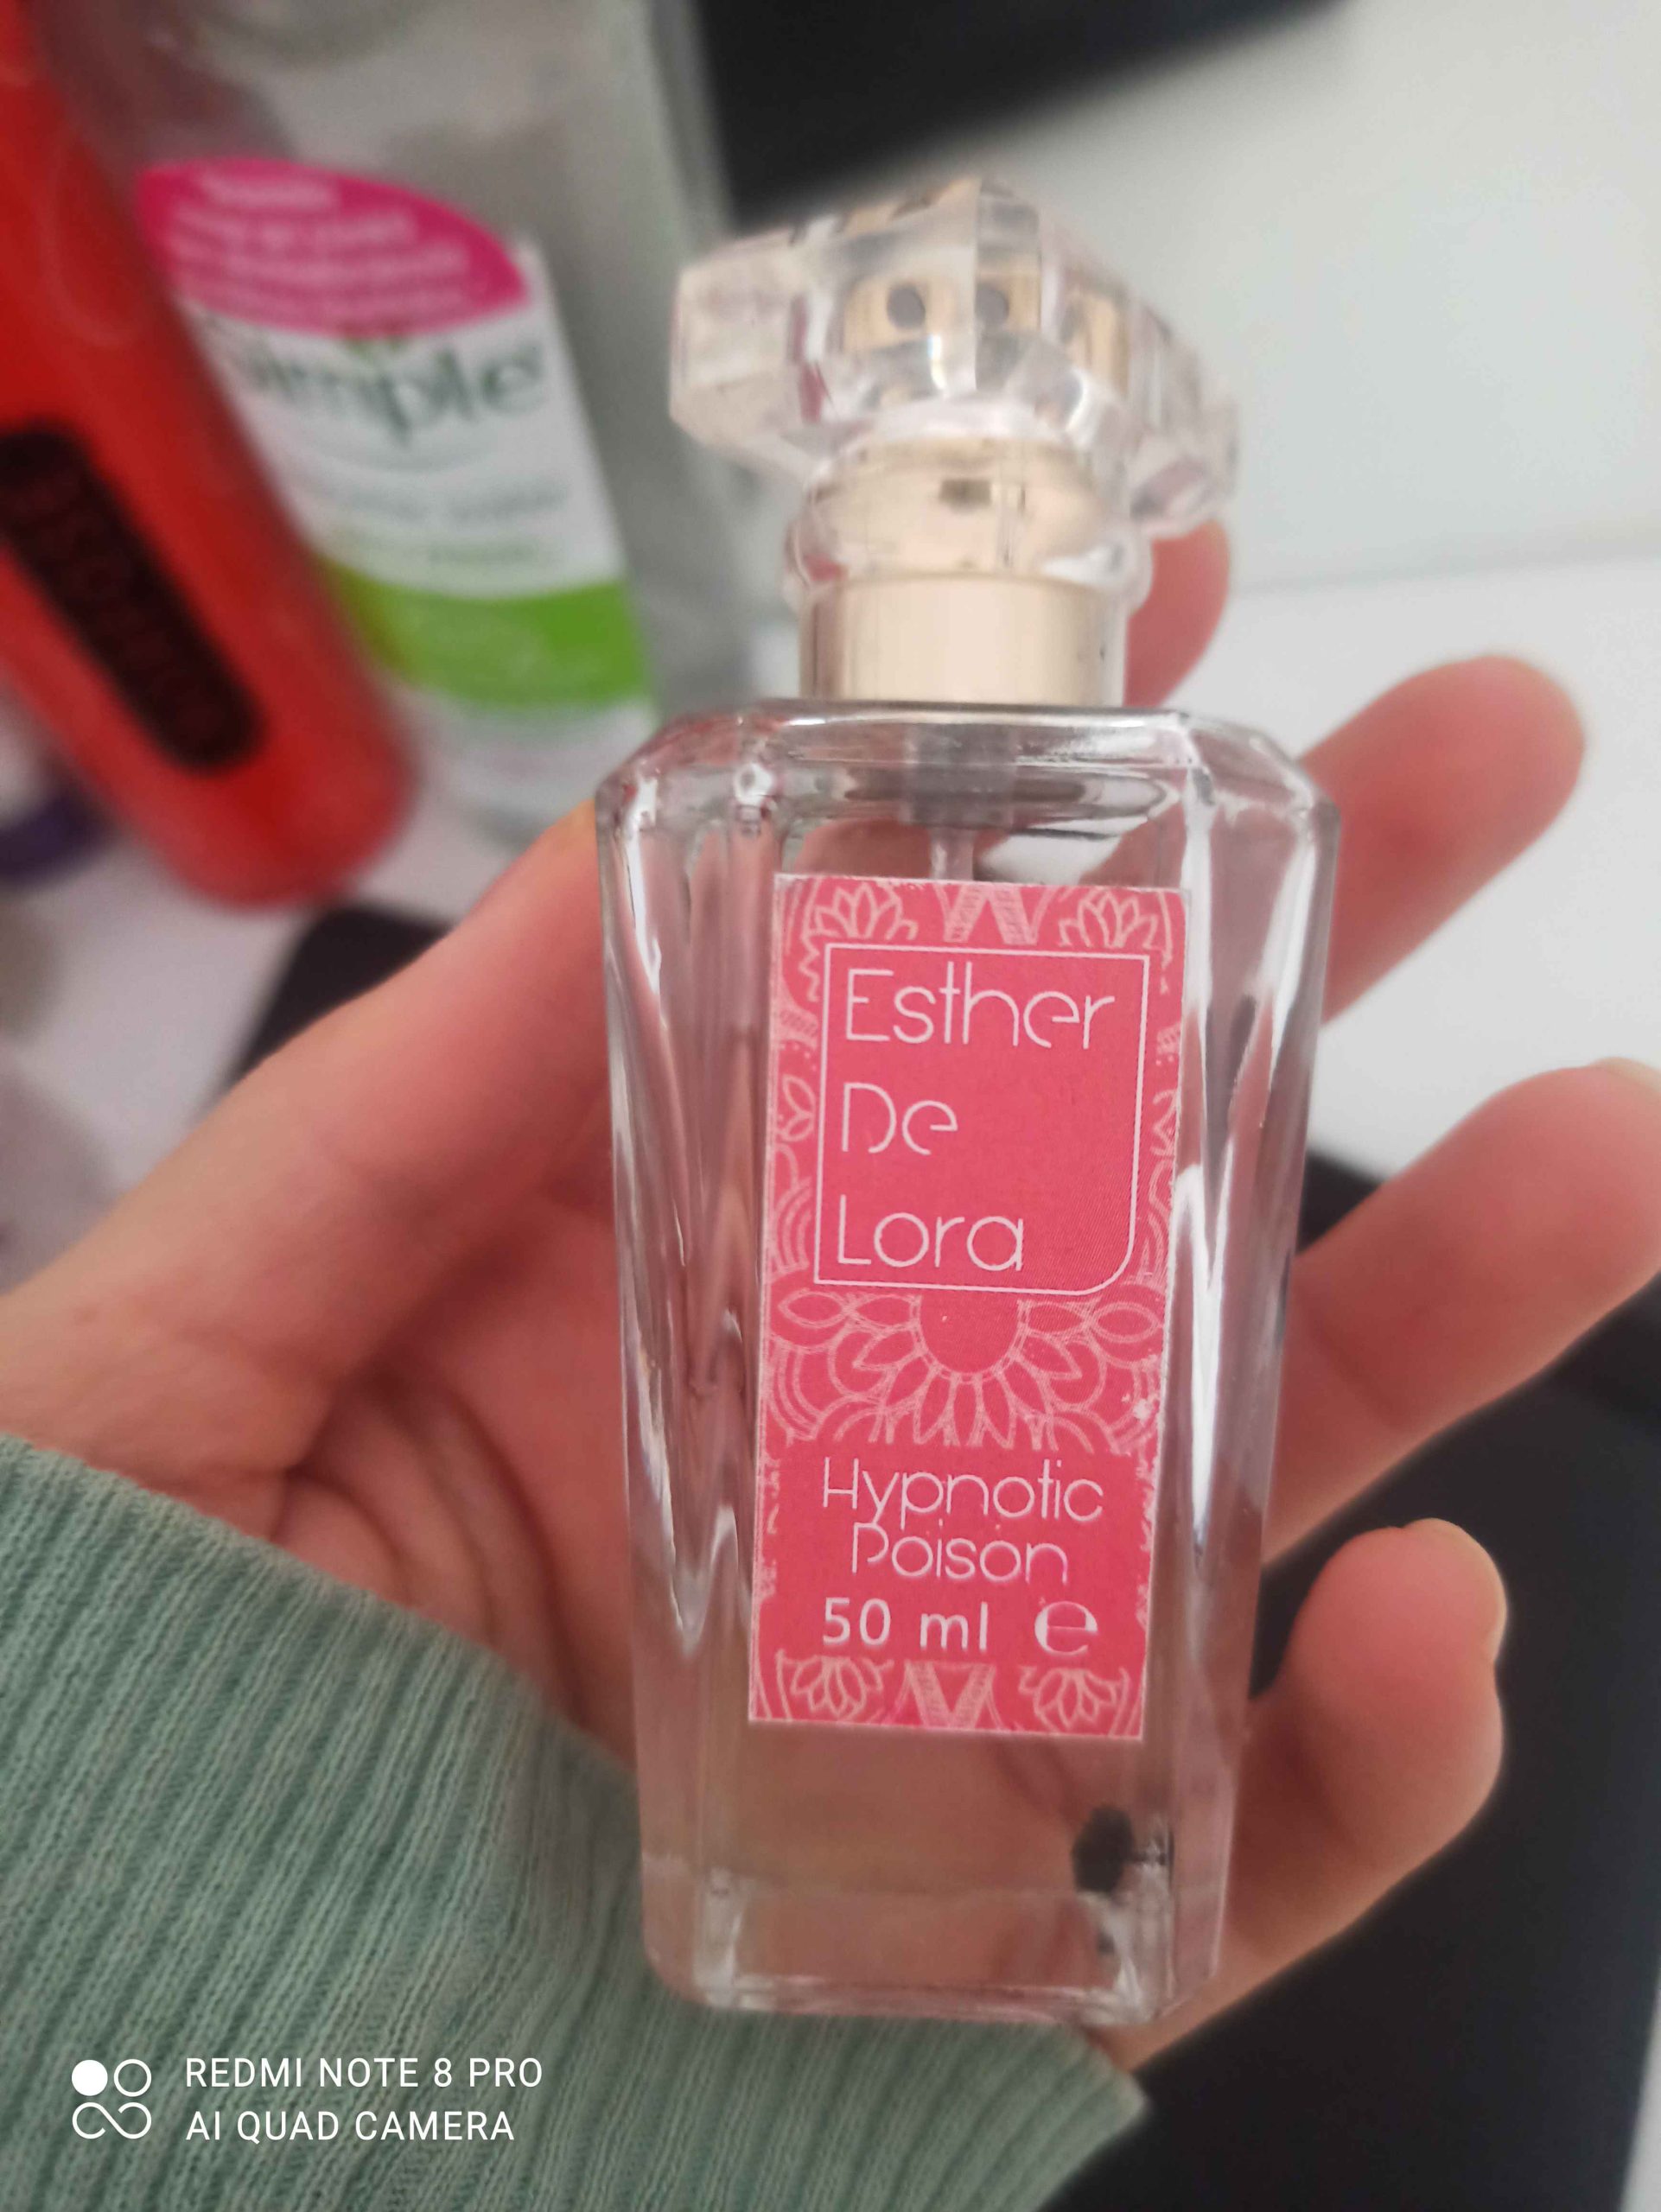 Simple
Esther
De
Lora
Hypnotic
Poison
50 ml e
REDMI NOTE 8 PRO
AI QUAD CAMERA